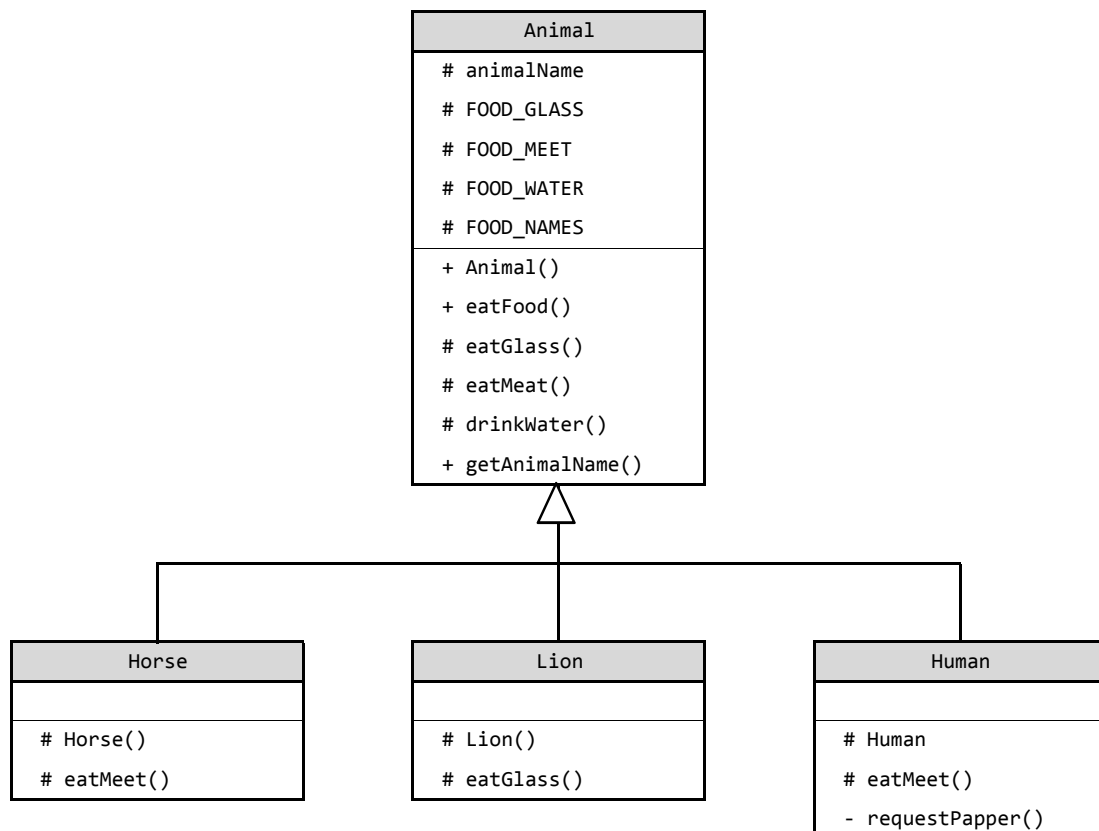 Animal
# animalName
# FOOD_GLASS
# FOOD_MEET
# FOOD_WATER
# FOOD_NAMES
+ Animal()
+ eatFood()
# eatGlass()
# eatMeat()
# drinkWater()
+ getAnimalName()
Horse
# Horse()
# eatMeet()
Lion
# Lion()
# eatGlass()
Human
# Human
# eatMeet()
- requestPapper()